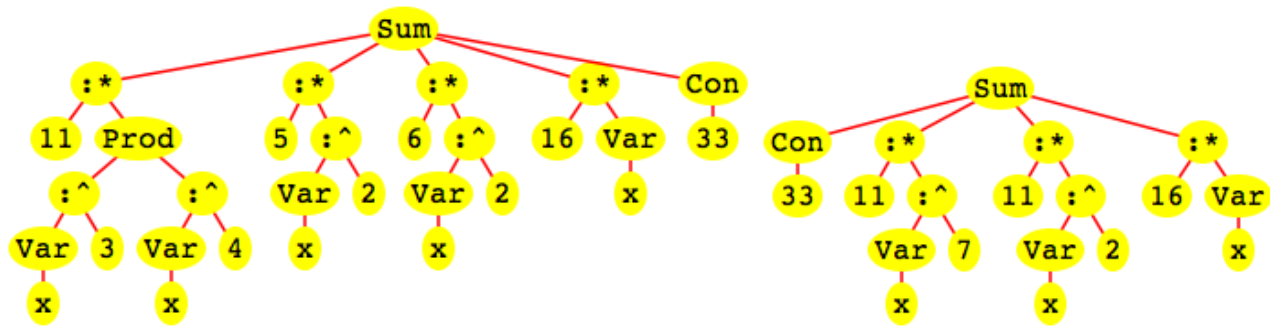 Sum
:* :* :* :* Con
11 Prod 5 :^ 6 :^ 16 Var 33
:^ :^ Var 2 Var 2 x
Var 3 Var 4 x x
x x
Sum
Con :* :* :*
33 11 :^ 11 :^ 16 Var
Var 7 Var 2 x
x x